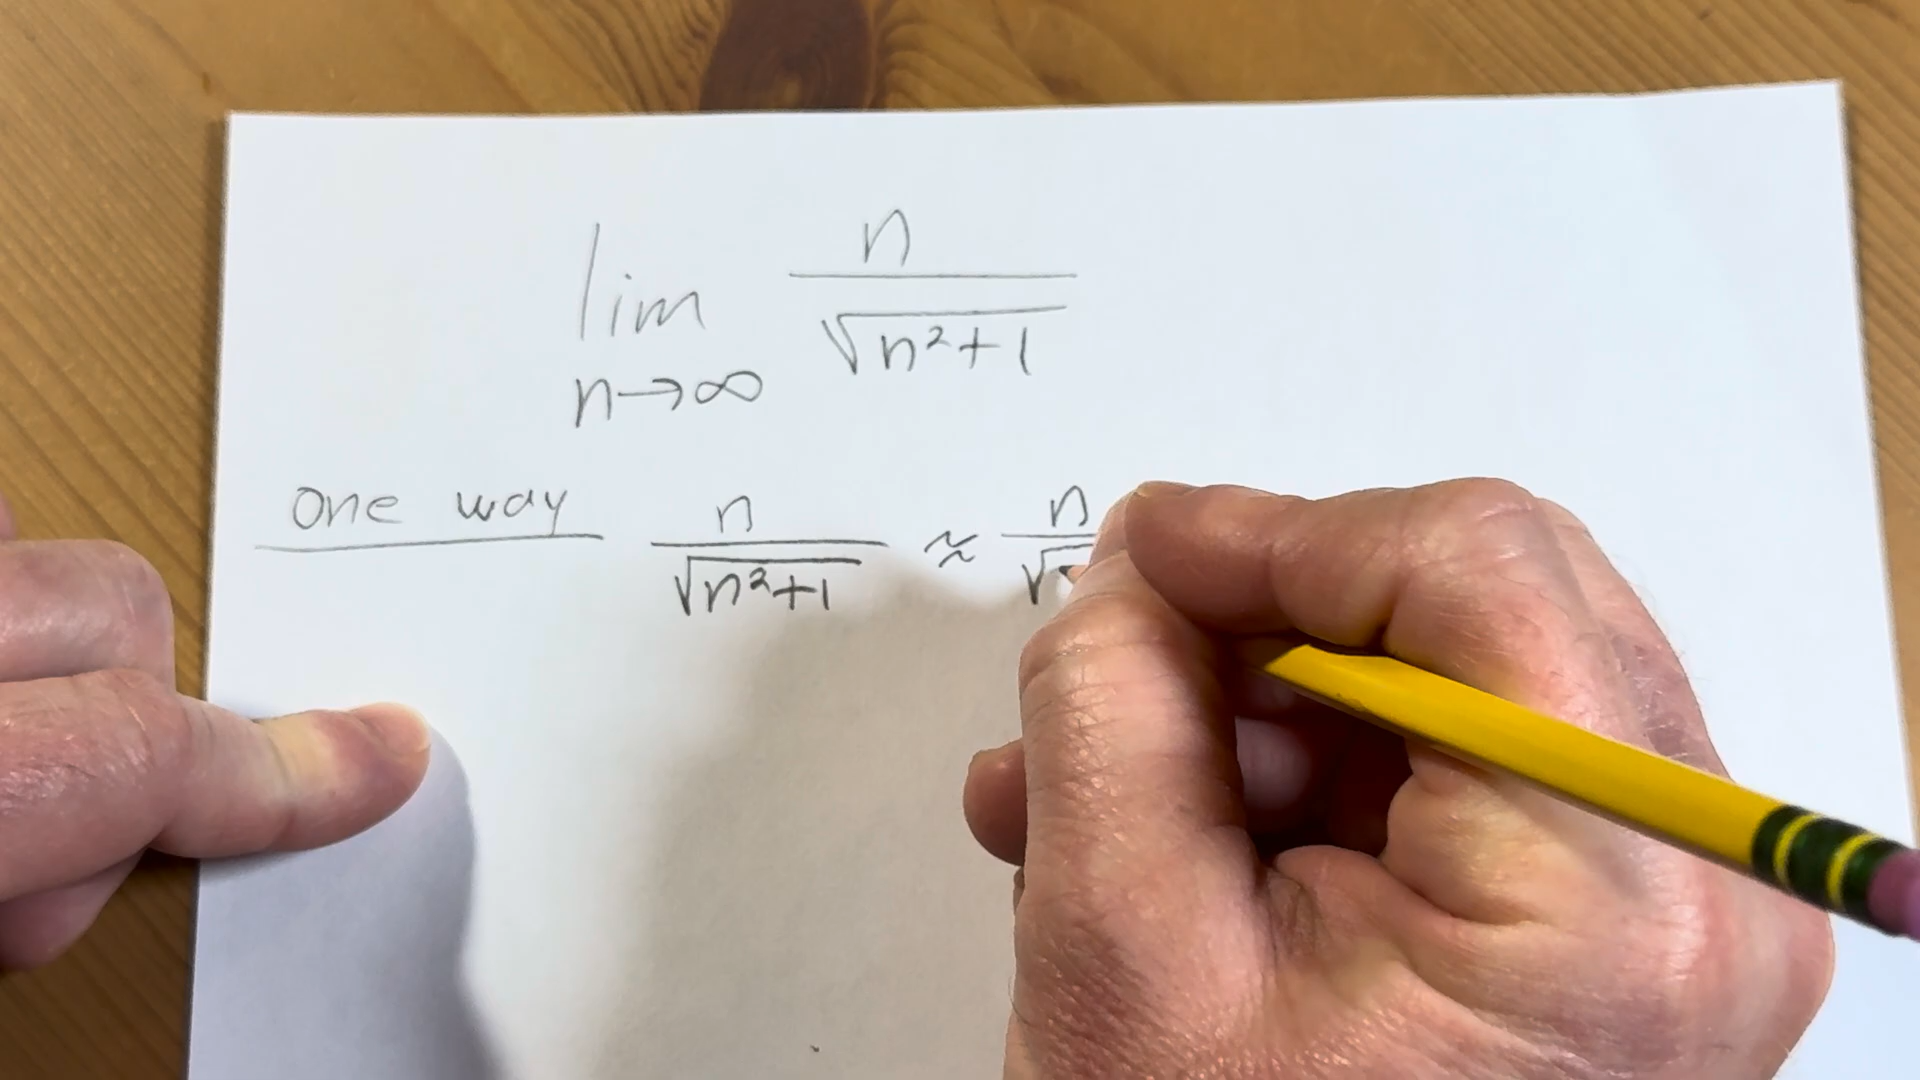 lim n→∞ n/√(n²+1)
One way n/√(n²+1) ≈ n/√